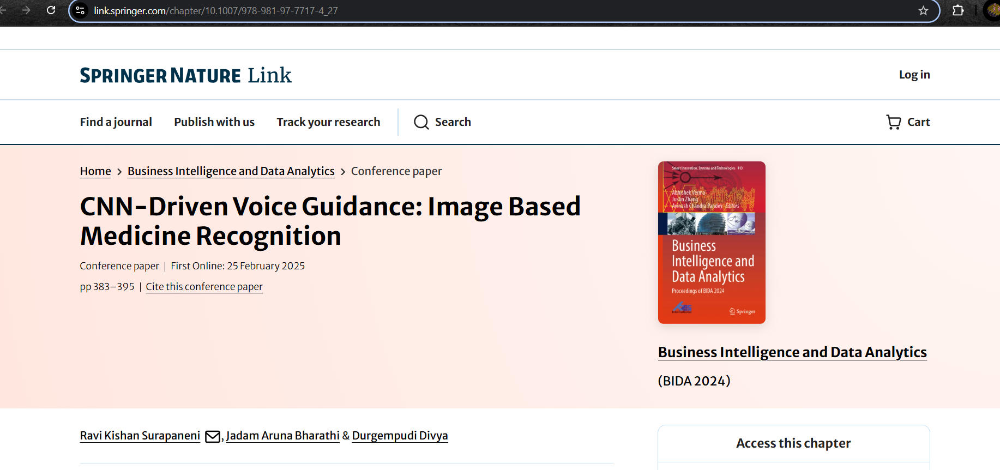 link.springer.com/chapter/10.1007/978-981-97-7717-4_27
SPRINGER NATURE Link
Log in
Find a journal
Publish with us
Track your research
Search
Cart
Home > Business Intelligence and Data Analytics > Conference paper
CNN-Driven Voice Guidance: Image Based
Medicine Recognition
Conference paper | First Online: 25 February 2025
pp 383–395 | Cite this conference paper
Smart Innovation, Systems and Technologies 413
Abhishek Verma
Justin Zhang
Avinash Chandra Pandey Editors
Business
Intelligence and
Data Analytics
Proceedings of BIDA 2024
KES
International
Springer
Business Intelligence and Data Analytics
(BIDA 2024)
Ravi Kishan Surapaneni, Jadam Aruna Bharathi & Durgempudi Divya
Access this chapter